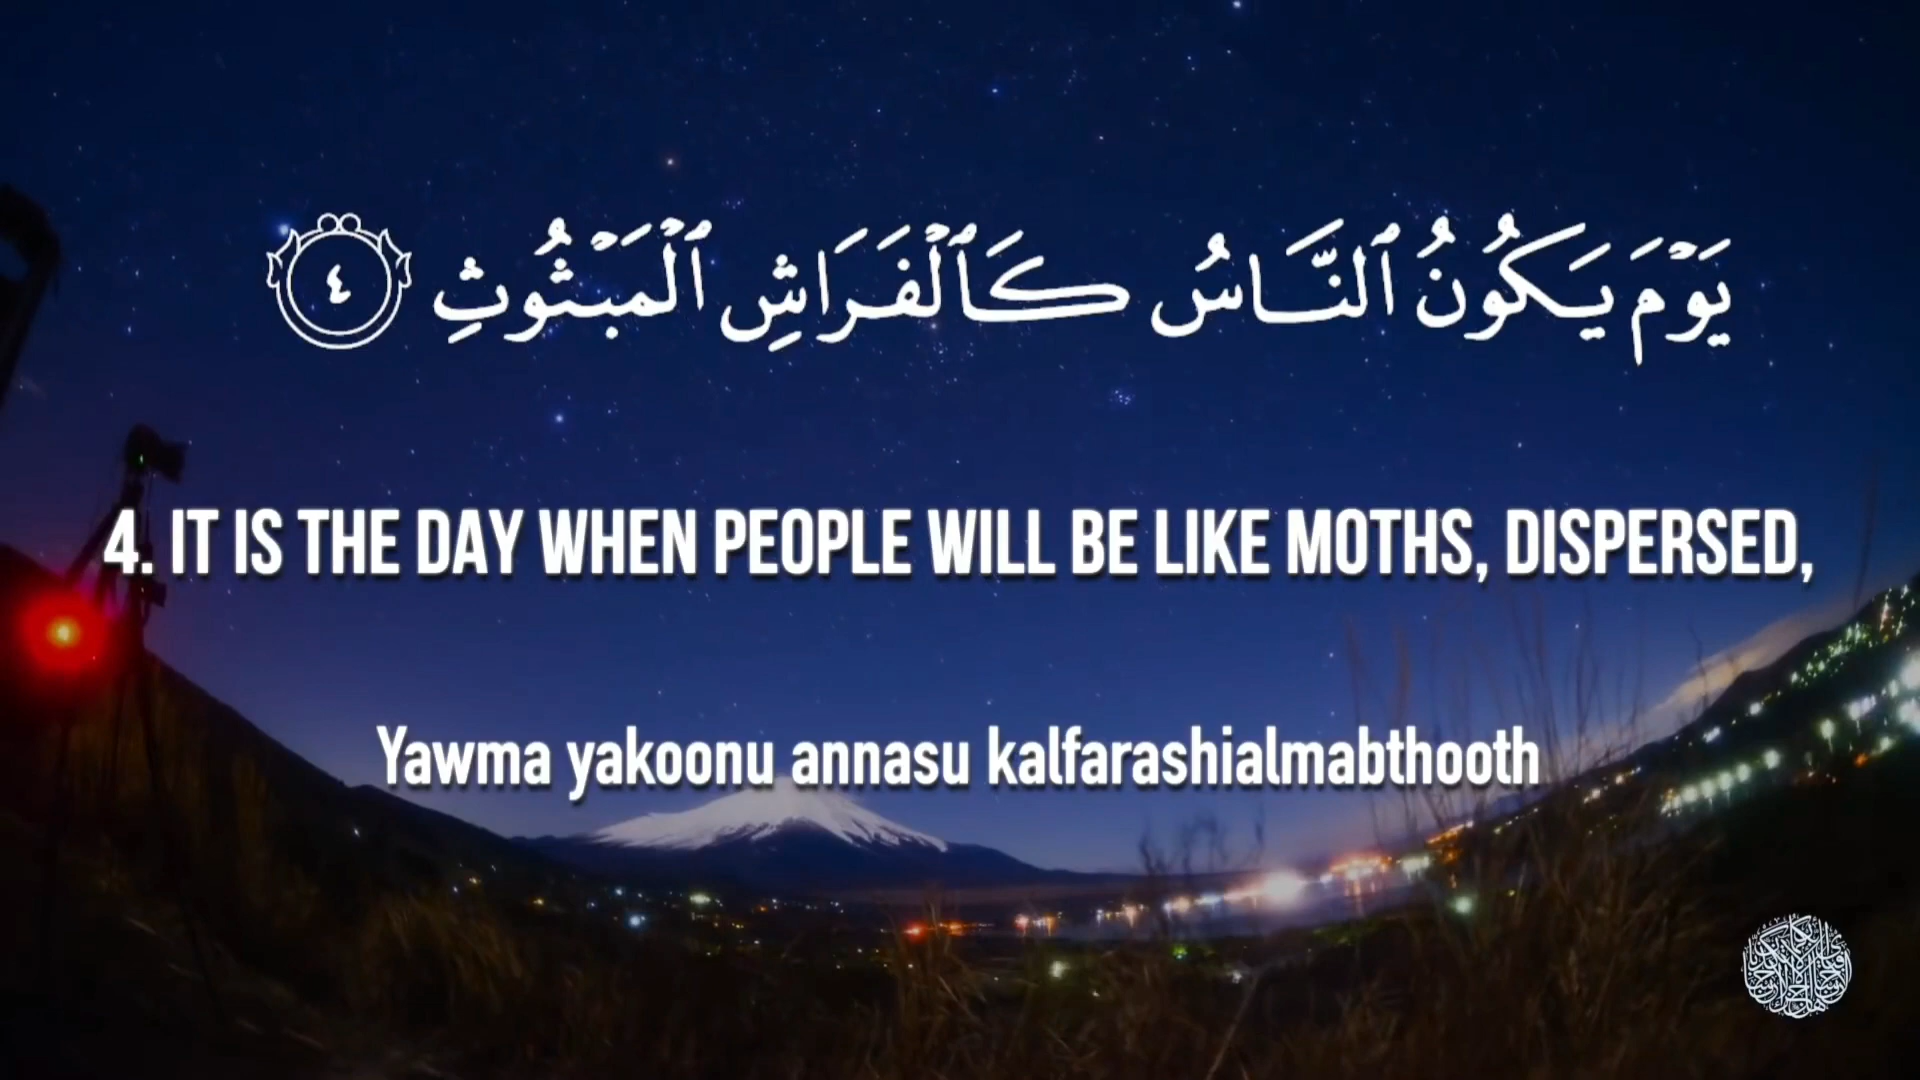 يَوْمَ يَكُونُ ٱلنَّاسُ كَٱلْفَرَاشِ ٱلْمَبْثُوثِ ٤
4. IT IS THE DAY WHEN PEOPLE WILL BE LIKE MOTHS, DISPERSED,
Yawma yakoonu annasu kalfarashialmabthooth